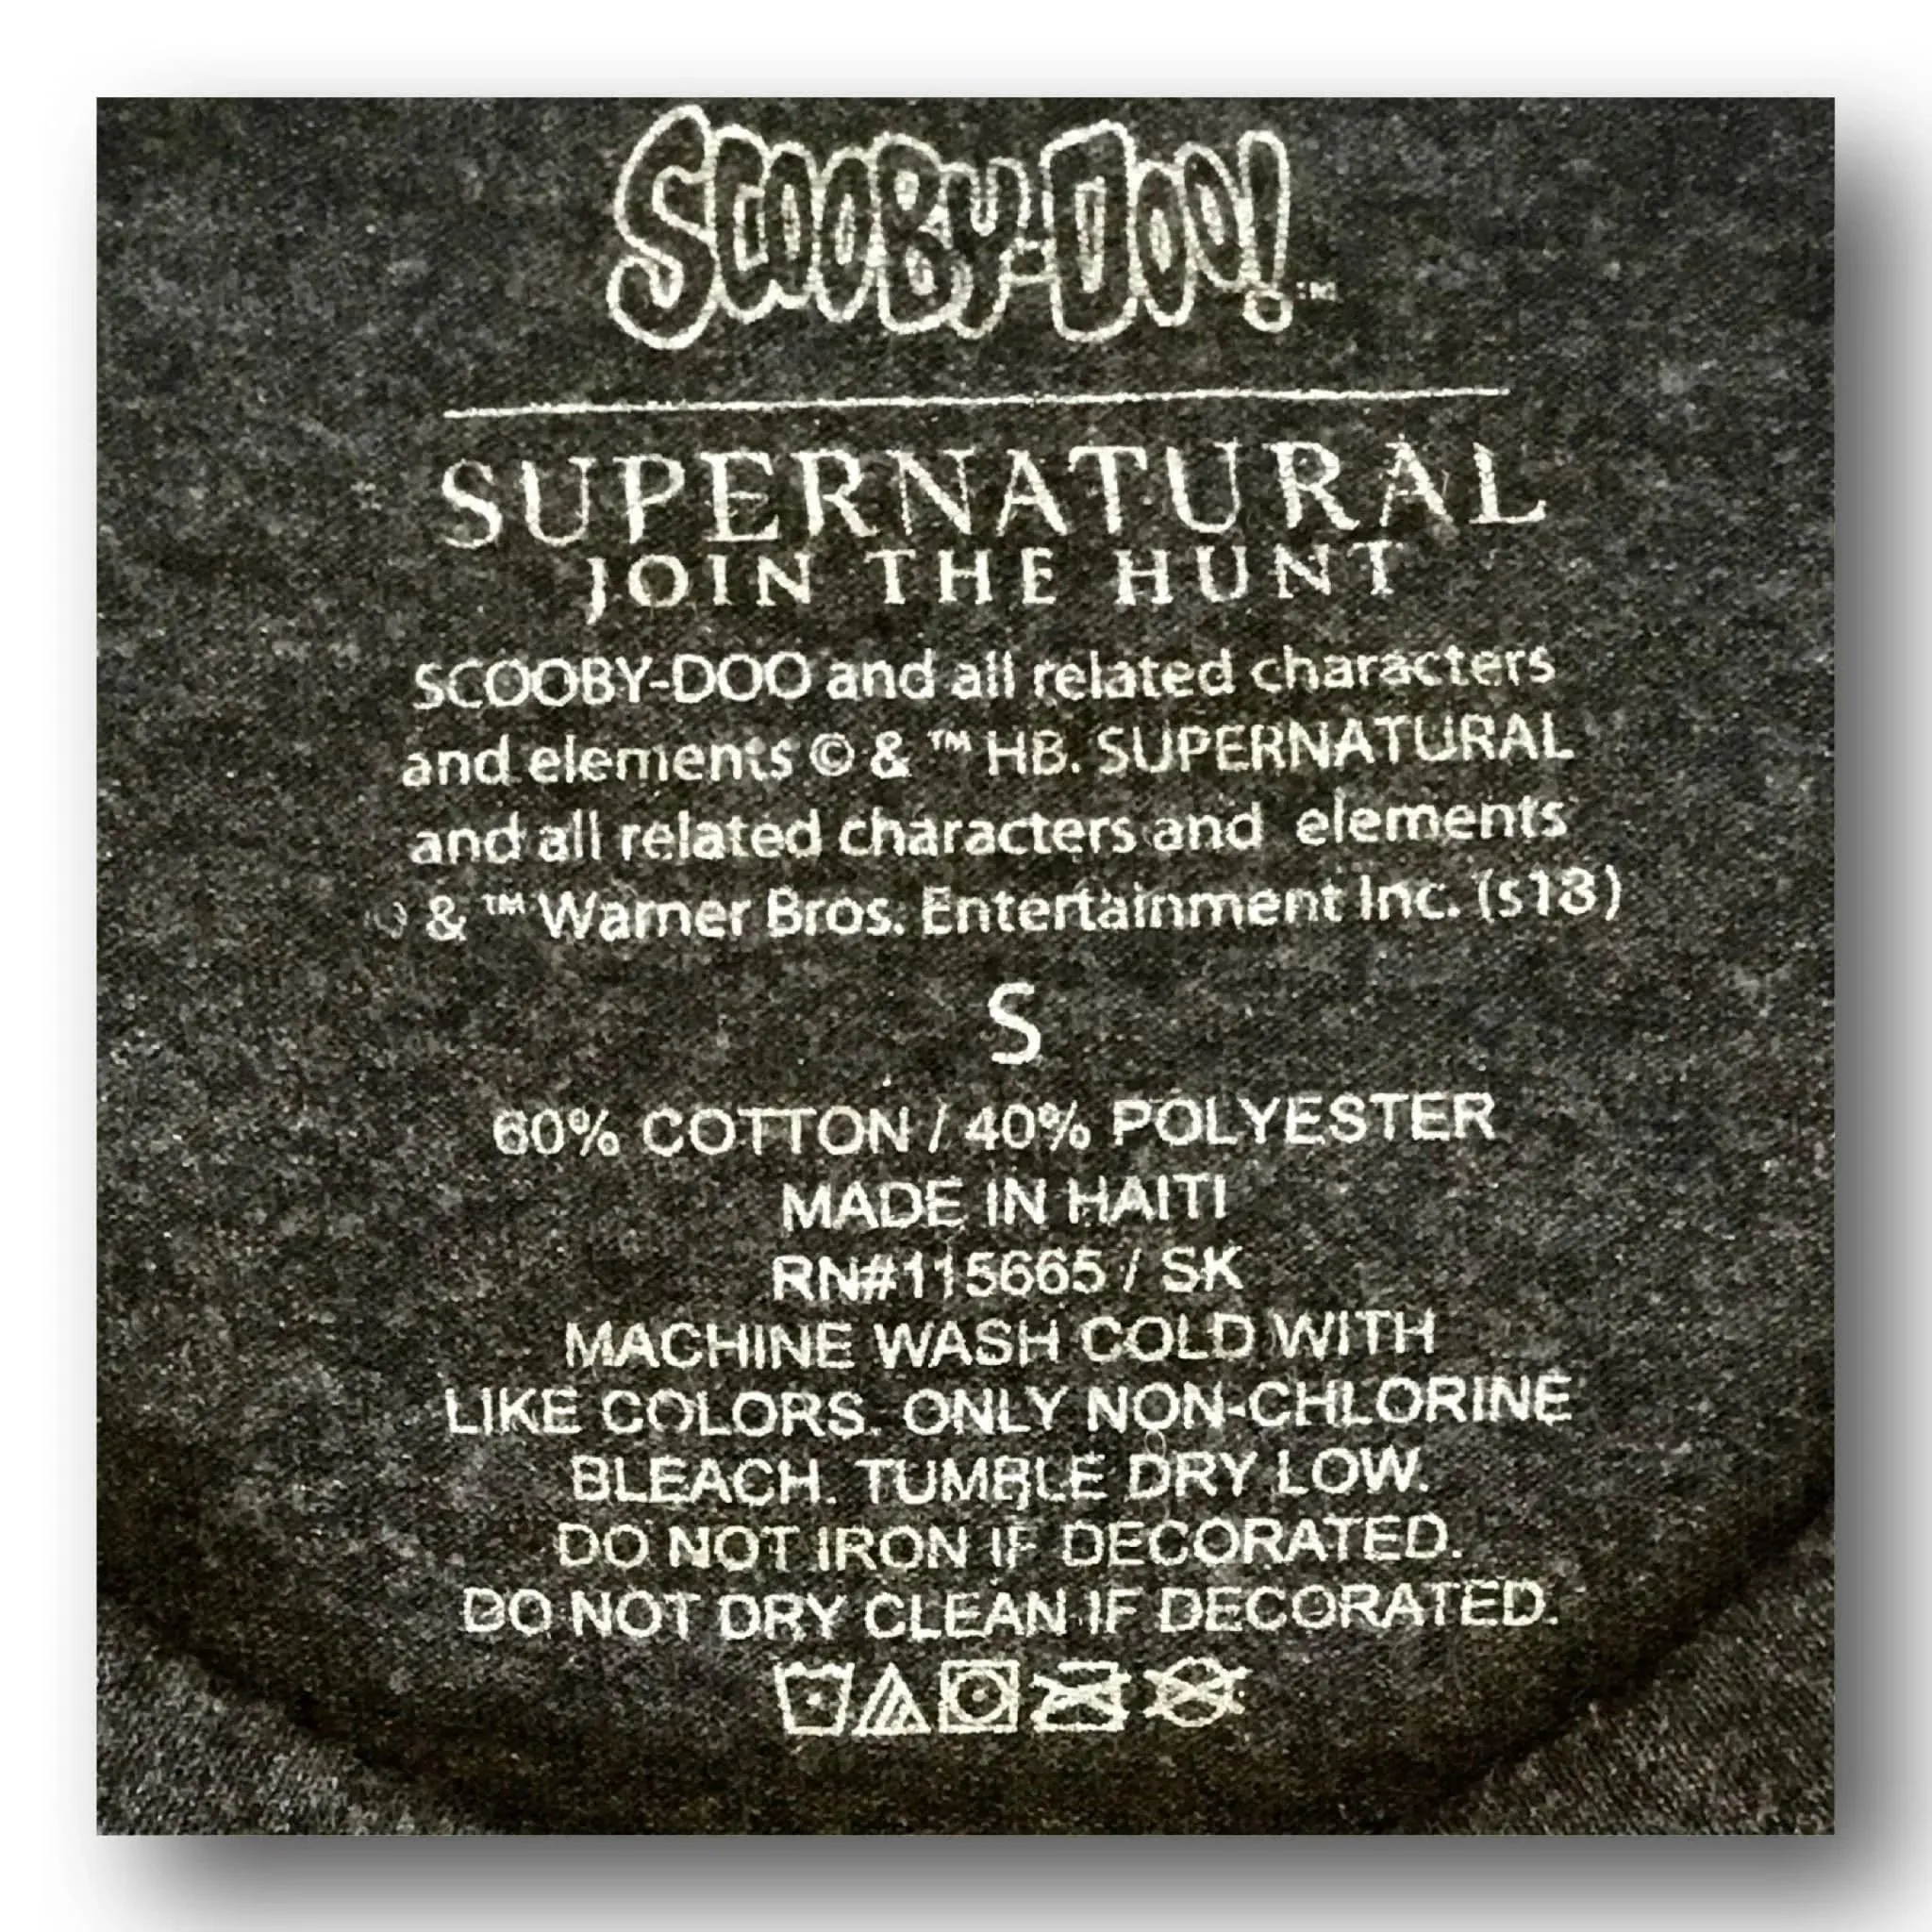 SCOOBY-DOO!™
SUPERNATURAL
JOIN THE HUNT
SCOOBY-DOO and all related characters
and elements © & ™ HB. SUPERNATURAL
and all related characters and elements
© & ™ Warner Bros. Entertainment Inc. (s18)
S
60% COTTON / 40% POLYESTER
MADE IN HAITI
RN#115665 / SK
MACHINE WASH COLD WITH
LIKE COLORS. ONLY NON-CHLORINE
BLEACH. TUMBLE DRY LOW.
DO NOT IRON IF DECORATED.
DO NOT DRY CLEAN IF DECORATED.